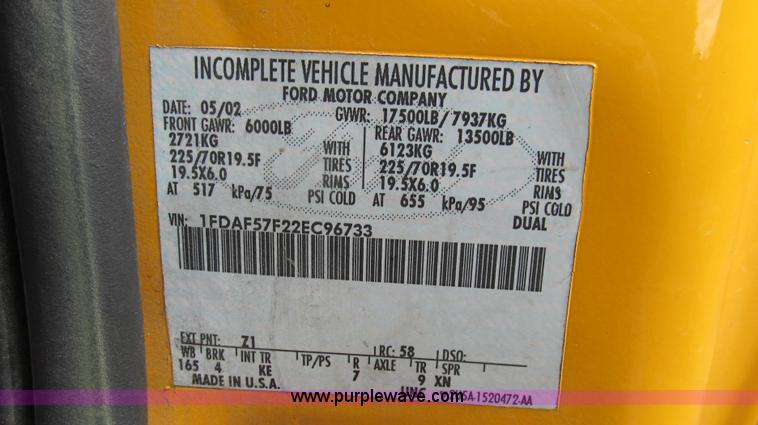 INCOMPLETE VEHICLE MANUFACTURED BY
FORD MOTOR COMPANY
DATE: 05/02 GVWR: 17500LB/7937KG
FRONT GAWR: 6000LB REAR GAWR: 13500LB
2721KG WITH 6123KG WITH
225/70R19.5F TIRES 225/70R19.5F TIRES
19.5X6.0 RIMS 19.5X6.0 RIMS
AT 517 kPa/75 PSI COLD AT 655 kPa/95 PSI COLD
DUAL
VIN: 1FDAF57F22EC96733
EXT PNT: Z1 RC: 58 DSO:
WB BRK INT TR TP/PS R AXLE TR SPR
165 4 KE 7 9 XN
MADE IN U.S.A.
-1520472-AA
www.purplewave.com